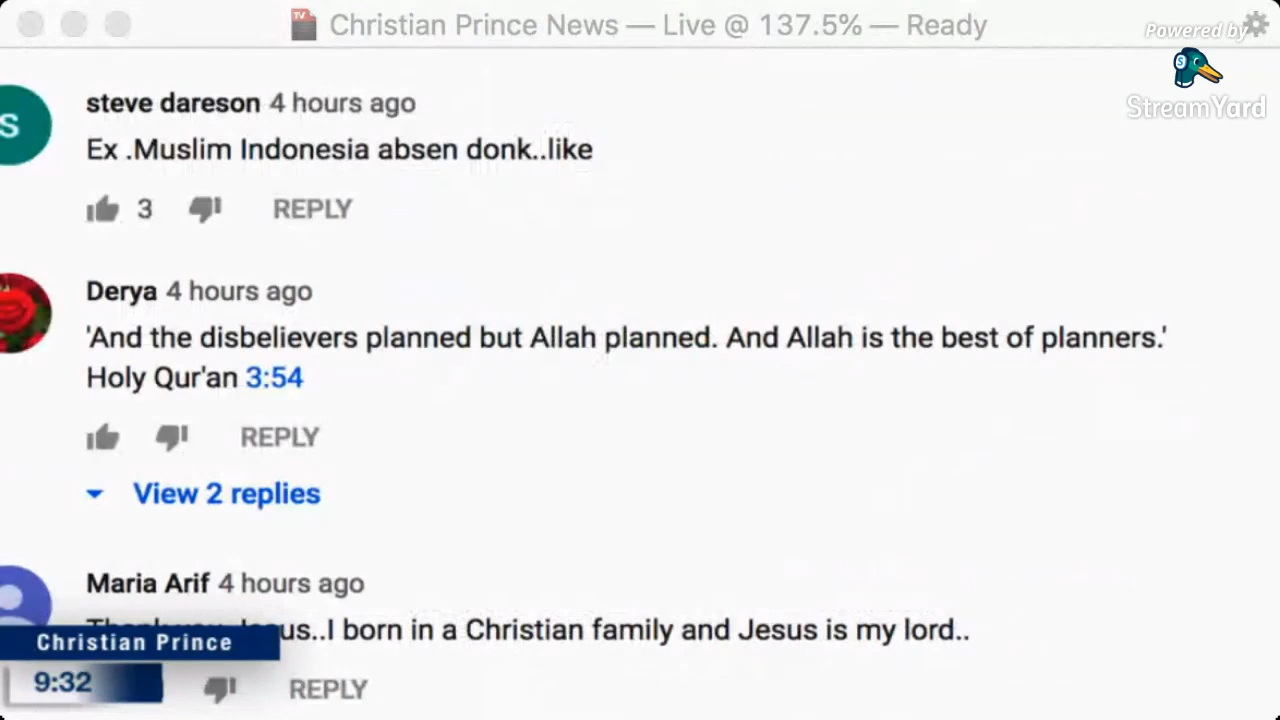 Christian Prince News — Live @ 137.5% — Ready
Powered by
StreamYard
S
steve dareson 4 hours ago
Ex .Muslim Indonesia absen donk..like
3 REPLY
Derya 4 hours ago
'And the disbelievers planned but Allah planned. And Allah is the best of planners.'
Holy Qur'an 3:54
REPLY
View 2 replies
Maria Arif 4 hours ago
us..I born in a Christian family and Jesus is my lord..
Christian Prince
9:32
REPLY